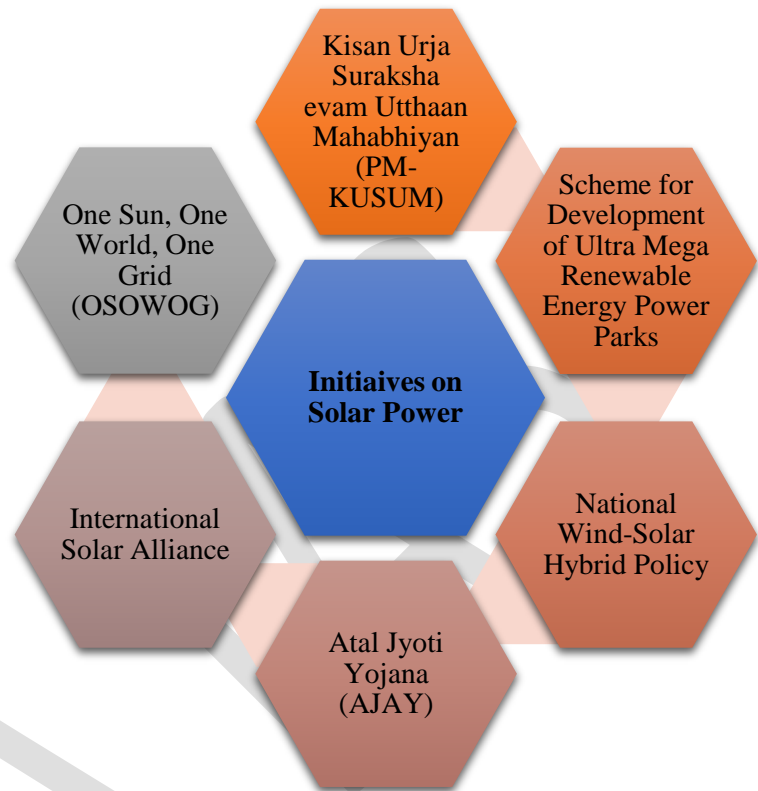 Kisan Urja
Suraksha
evam Utthaan
Mahabhiyan
(PM-
KUSUM)
Scheme for
Development
of Ultra Mega
Renewable
Energy Power
Parks
National
Wind-Solar
Hybrid Policy
Atal Jyoti
Yojana
(AJAY)
International
Solar Alliance
One Sun, One
World, One
Grid
(OSOWOG)
Initiaives on
Solar Power